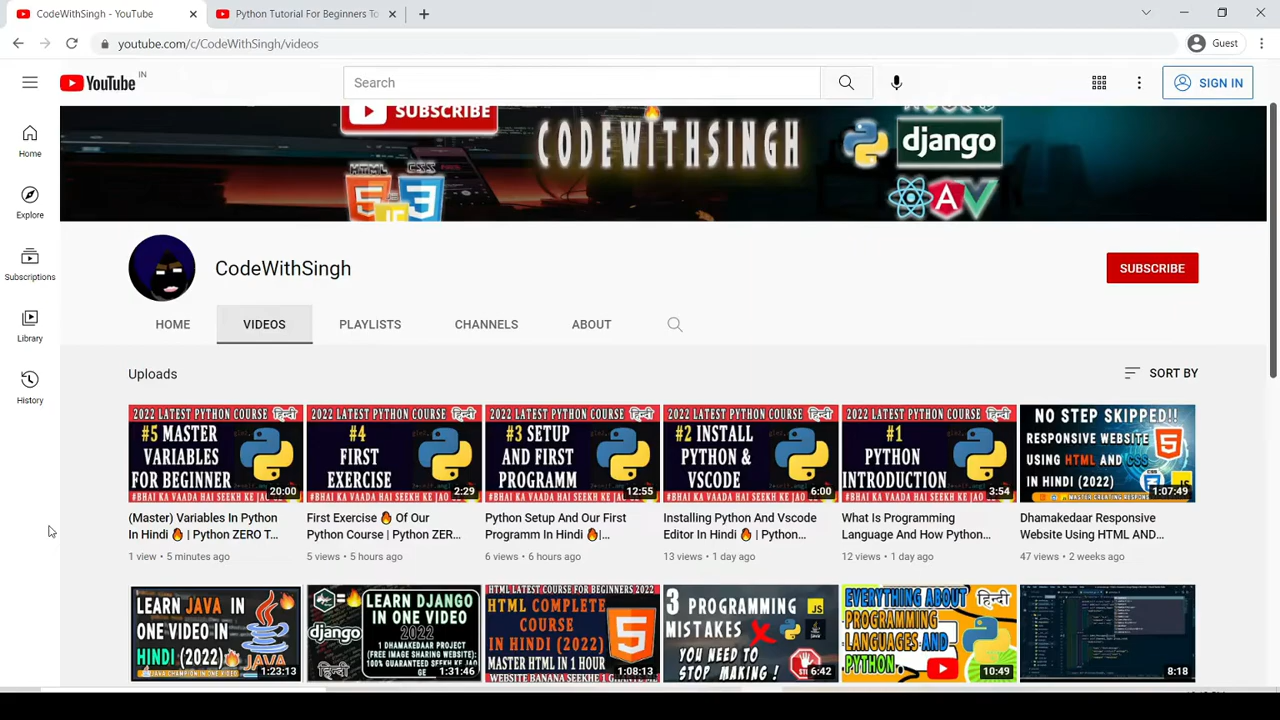 CodeWithSingh - YouTube
Python Tutorial For Beginners To
youtube.com/c/CodeWithSingh/videos
Guest
YouTube IN
Search
SIGN IN
SUBSCRIBE
CODEWITHSINGH
django
HTML CSS
Home
Explore
Subscriptions
Library
History
CodeWithSingh
SUBSCRIBE
HOME VIDEOS PLAYLISTS CHANNELS ABOUT
Uploads
SORT BY
2022 LATEST PYTHON COURSE हिन्दी
#5 MASTER
VARIABLES
FOR BEGINNER
20:00
#BHAI KA VAADA HAI SEEKH KE JAO
(Master) Variables In Python
In Hindi 🔥 | Python ZERO T...
1 view • 5 minutes ago
2022 LATEST PYTHON COURSE हिन्दी
#4
FIRST
EXERCISE
2:29
#BHAI KA VAADA HAI SEEKH KE JAO
First Exercise 🔥 Of Our
Python Course | Python ZER...
5 views • 5 hours ago
2022 LATEST PYTHON COURSE हिन्दी
#3 SETUP
AND FIRST
PROGRAMM
12:55
#BHAI KA VAADA HAI SEEKH KE JAO
Python Setup And Our First
Programm In Hindi 🔥|...
6 views • 6 hours ago
2022 LATEST PYTHON COURSE हिन्दी
#2 INSTALL
PYTHON &
VSCODE
6:00
#BHAI KA VAADA HAI SEEKH KE JAO
Installing Python And Vscode
Editor In Hindi 🔥 | Python...
13 views • 1 day ago
2022 LATEST PYTHON COURSE हिन्दी
#1
PYTHON
INTRODUCTION
3:54
#BHAI KA VAADA HAI SEEKH KE JAO
What Is Programming
Language And How Python...
12 views • 1 day ago
NO STEP SKIPPED!!
RESPONSIVE WEBSITE
USING HTML AND CSS
IN HINDI (2022)
1:07:49
Dhamakedaar Responsive
Website Using HTML AND...
47 views • 2 weeks ago
LEARN JAVA IN
ONE VIDEO IN
HINDI (2022)🔥
JAVA
JAVA CHAMPION IN ONE VIDEO
1:23:13
LEARN DJANGO
IN ONE VIDEO
2022
django
DHAMAKEDAAR PROJECT
(FREE IMAGE SHARING WEBSITE)
100% GUARANTEED SEEKH KE JAO
1:31:46
HTML LATEST COURSE FOR BEGINNERS 2022
HTML COMPLETE
COURSE
IN HINDI (2022)
MASTER HTML IN 1 HOUR
1:08:13
3 PROGRAMMING
MISTAKES
YOU NEED TO
STOP MAKING
JS
STOP
6:42
EVERYTHING ABOUT हिन्दी
PROGRAMMING
LANGUAGES AND
PYTHON
10:49
8:18